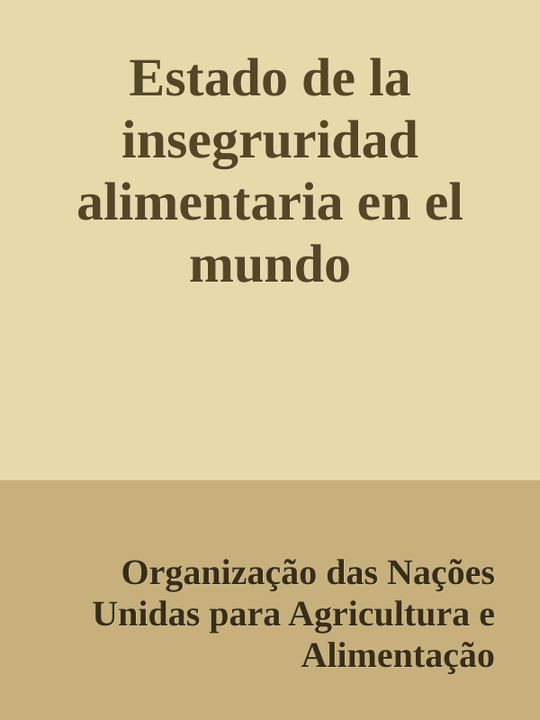 Estado de la
insegruridad
alimentaria en el
mundo
Organização das Nações
Unidas para Agricultura e
Alimentação